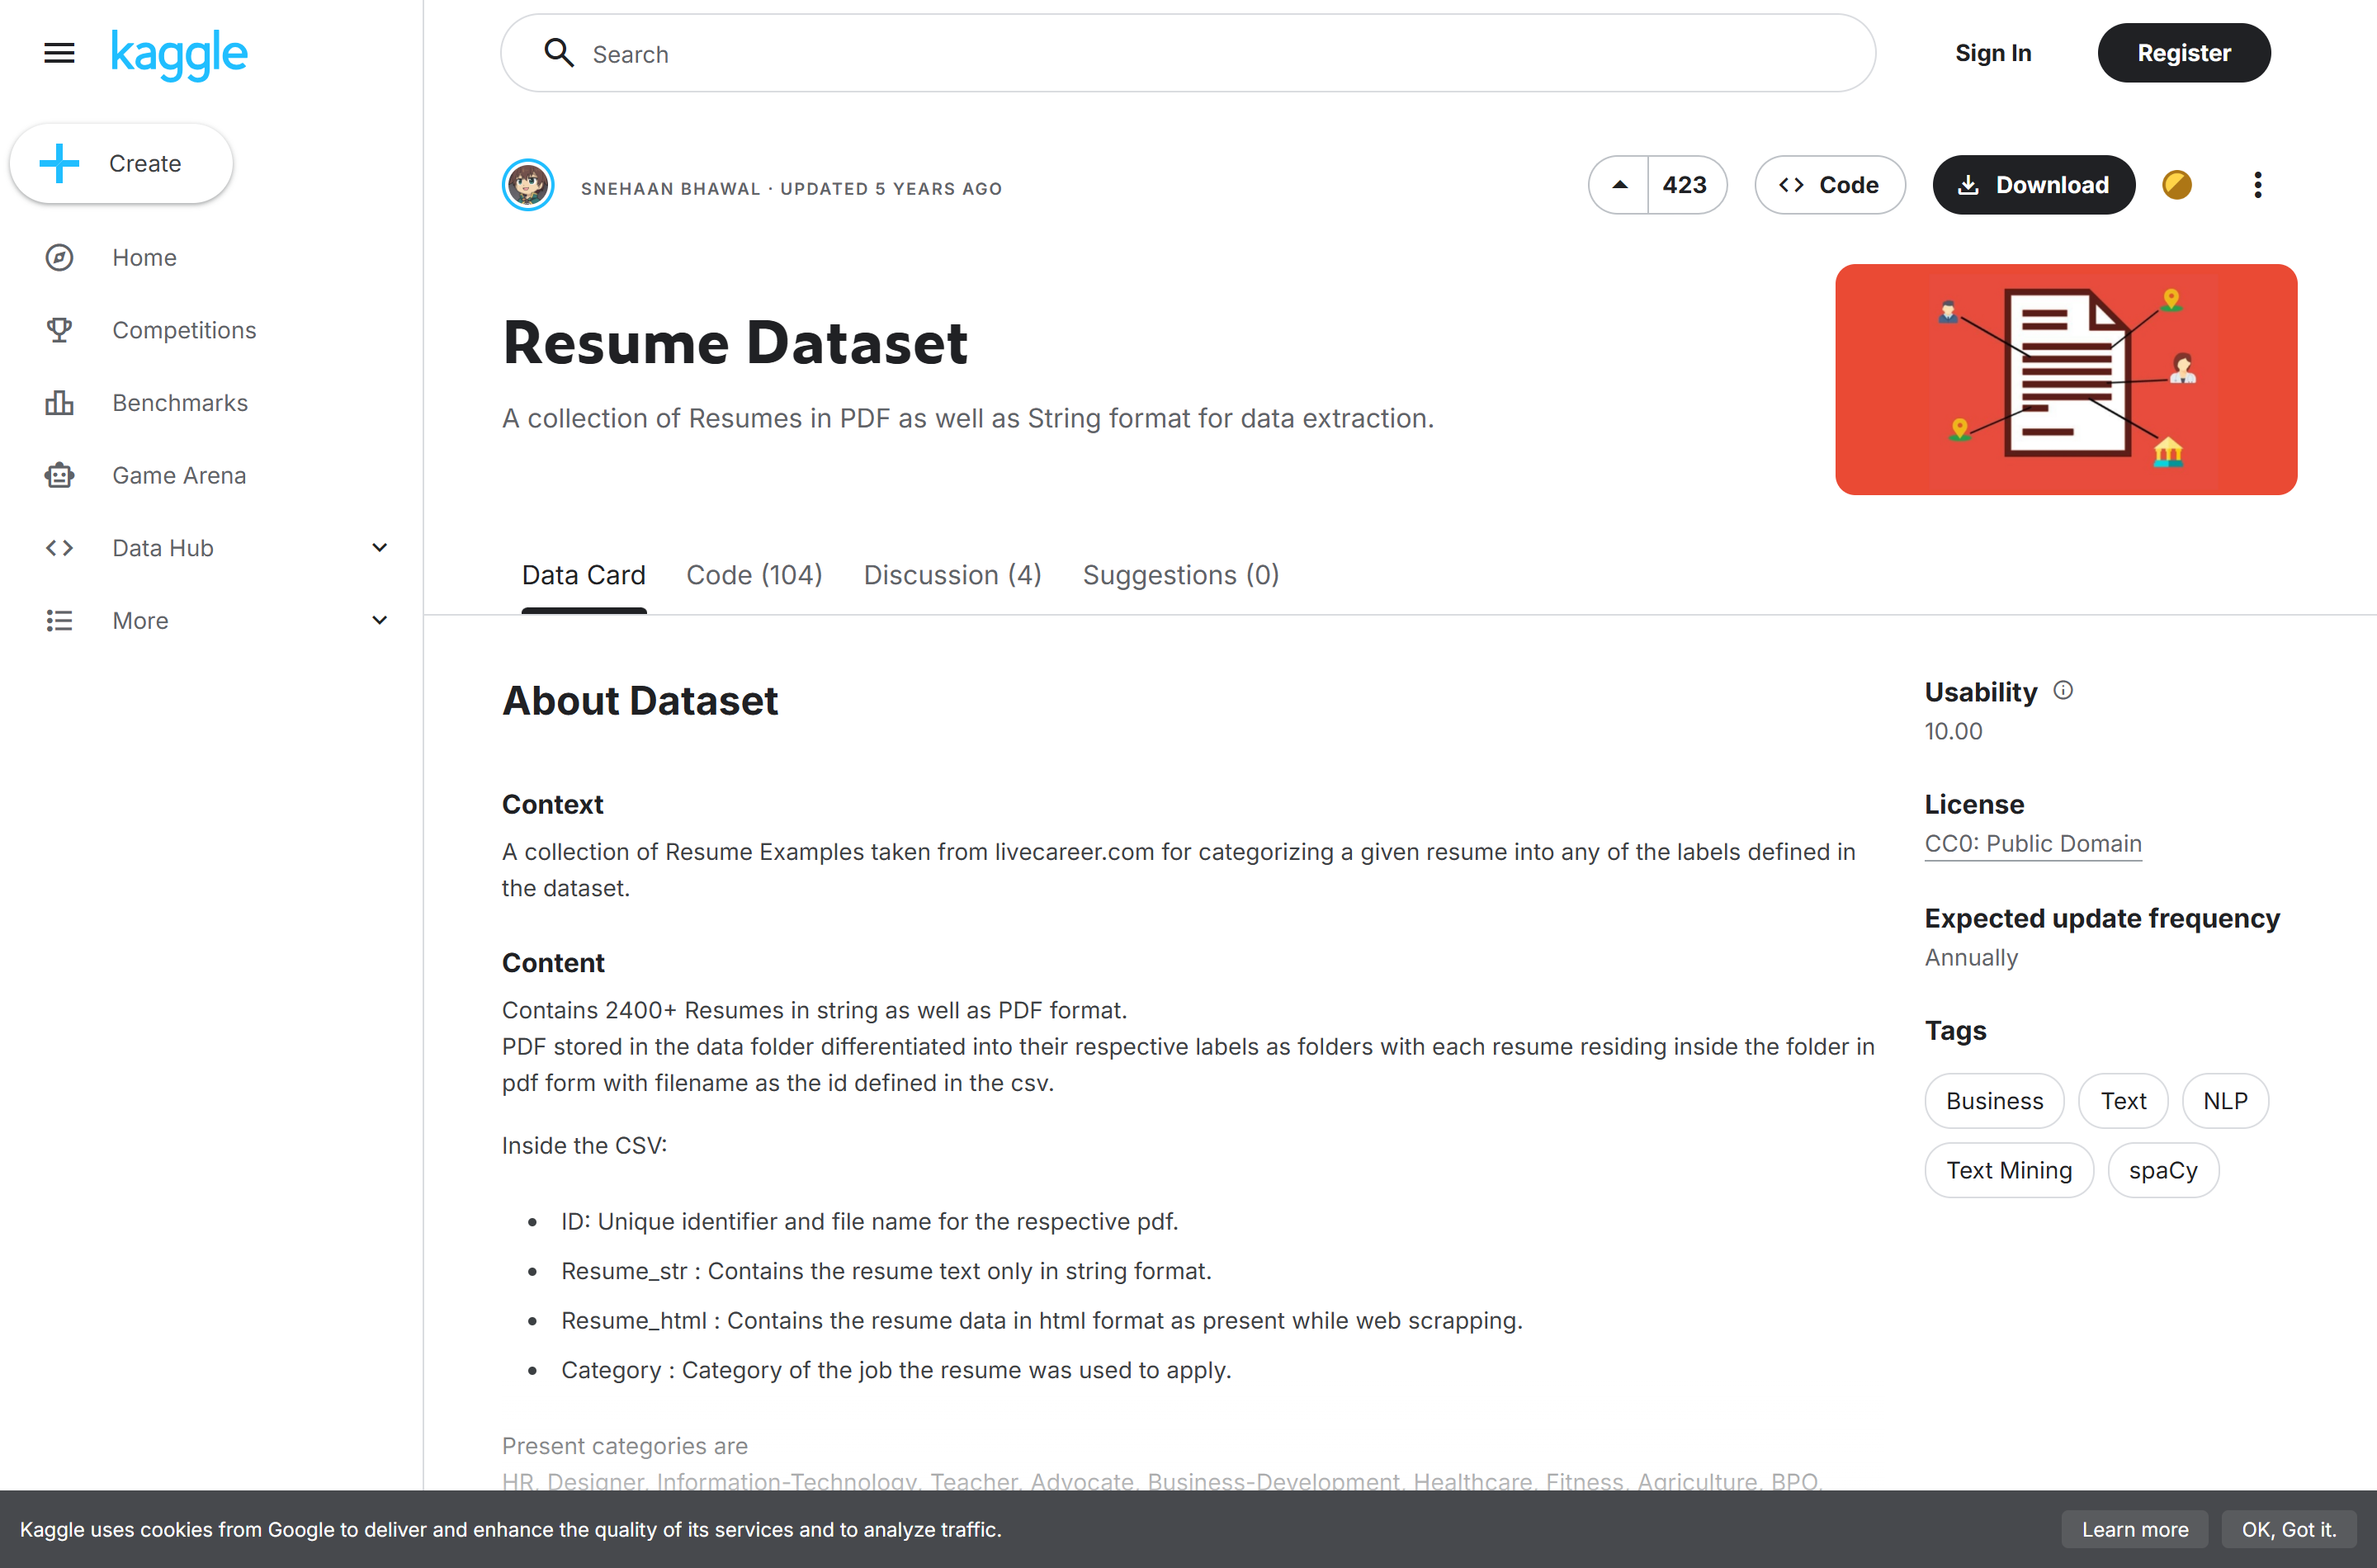 kaggle
Search
Sign In
Register
Create
Home
Competitions
Benchmarks
Game Arena
Data Hub
More
SNEHAAN BHAWAL · UPDATED 5 YEARS AGO
423
Code
Download
Resume Dataset
A collection of Resumes in PDF as well as String format for data extraction.
Data Card
Code (104)
Discussion (4)
Suggestions (0)
About Dataset
Context
A collection of Resume Examples taken from livecareer.com for categorizing a given resume into any of the labels defined in
the dataset.
Content
Contains 2400+ Resumes in string as well as PDF format.
PDF stored in the data folder differentiated into their respective labels as folders with each resume residing inside the folder in
pdf form with filename as the id defined in the csv.
Inside the CSV:
ID: Unique identifier and file name for the respective pdf.
Resume_str : Contains the resume text only in string format.
Resume_html : Contains the resume data in html format as present while web scrapping.
Category : Category of the job the resume was used to apply.
Present categories are
HR, Designer, Information-Technology, Teacher, Advocate, Business-Development, Healthcare, Fitness, Agriculture, BPO,
Usability
10.00
License
CC0: Public Domain
Expected update frequency
Annually
Tags
Business
Text
NLP
Text Mining
spaCy
Kaggle uses cookies from Google to deliver and enhance the quality of its services and to analyze traffic.
Learn more
OK, Got it.